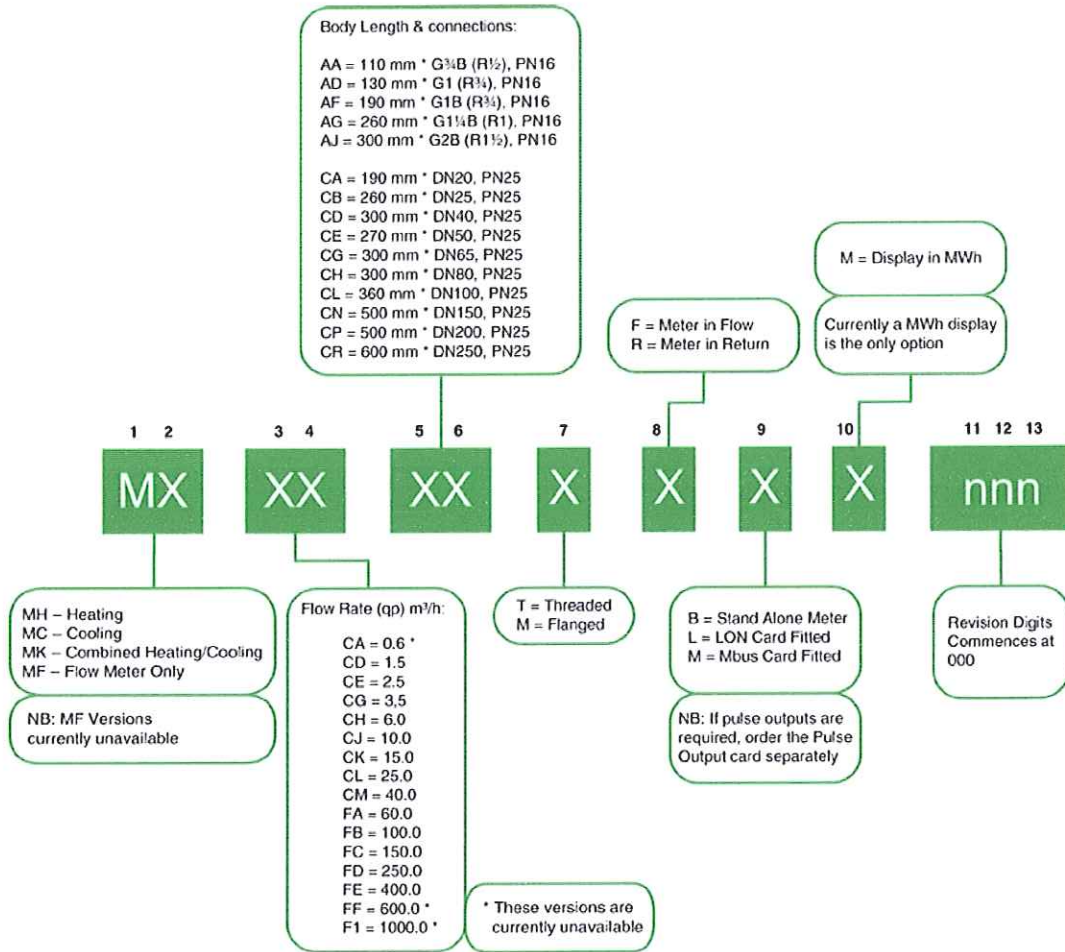 Body Length & connections:
AA = 110 mm * G¾B (R½), PN16
AD = 130 mm * G1 (R¾), PN16
AF = 190 mm * G1B (R¾), PN16
AG = 260 mm * G1¼B (R1), PN16
AJ = 300 mm * G2B (R1½), PN16
CA = 190 mm * DN20, PN25
CB = 260 mm * DN25, PN25
CD = 300 mm * DN40, PN25
CE = 270 mm * DN50, PN25
CG = 300 mm * DN65, PN25
CH = 300 mm * DN80, PN25
CL = 360 mm * DN100, PN25
CN = 500 mm * DN150, PN25
CP = 500 mm * DN200, PN25
CR = 600 mm * DN250, PN25
F = Meter in Flow
R = Meter in Return
M = Display in MWh
Currently a MWh display
is the only option
1 2 3 4 5 6 7 8 9 10 11 12 13
MX XX XX X X X X nnn
MH – Heating
MC – Cooling
MK – Combined Heating/Cooling
MF – Flow Meter Only
NB: MF Versions
currently unavailable
Flow Rate (qp) m³/h:
CA = 0.6 *
CD = 1.5
CE = 2.5
CG = 3,5
CH = 6.0
CJ = 10.0
CK = 15.0
CL = 25.0
CM = 40.0
FA = 60.0
FB = 100.0
FC = 150.0
FD = 250.0
FE = 400.0
FF = 600.0 *
F1 = 1000.0 *
* These versions are
currently unavailable
T = Threaded
M = Flanged
B = Stand Alone Meter
L = LON Card Fitted
M = Mbus Card Fitted
NB: If pulse outputs are
required, order the Pulse
Output card separately
Revision Digits
Commences at
000